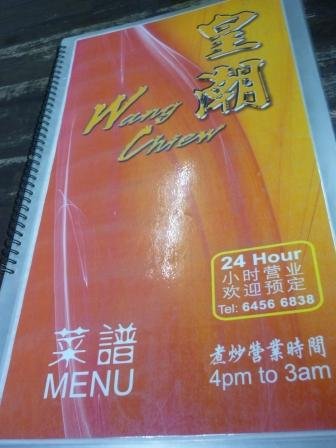 皇潮
Wang
Chiew
24 Hour
小时营业
欢迎预定
Tel: 6456 6838
菜譜
MENU
煮炒營業時間
4pm to 3am